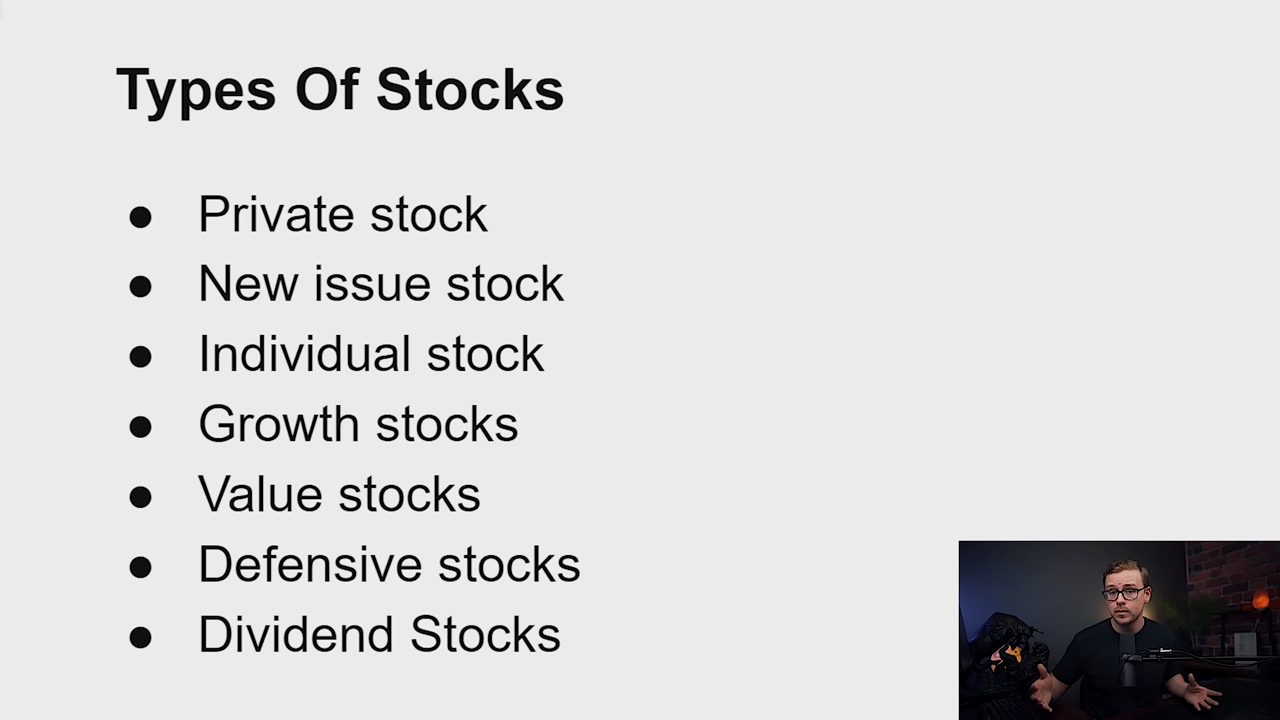 Types Of Stocks
● Private stock
● New issue stock
● Individual stock
● Growth stocks
● Value stocks
● Defensive stocks
● Dividend Stocks